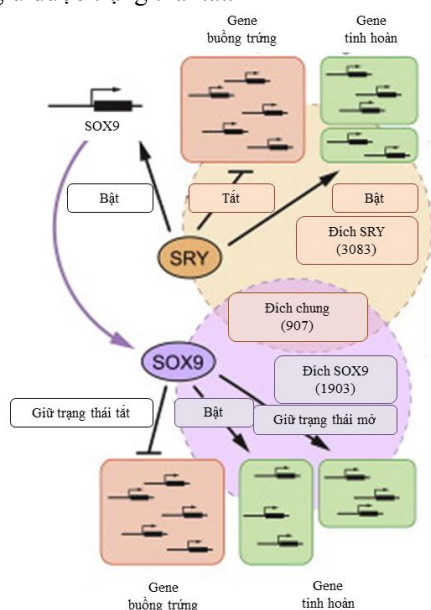 Gene
buồng trứng
Gene
tinh hoàn
SOX9
Bật
Tắt
Bật
Đích SRY
(3083)
SRY
Đích chung
(907)
SOX9
Đích SOX9
(1903)
Giữ trạng thái tắt
Bật
Giữ trạng thái mở
Gene
buồng trứng
Gene
tinh hoàn